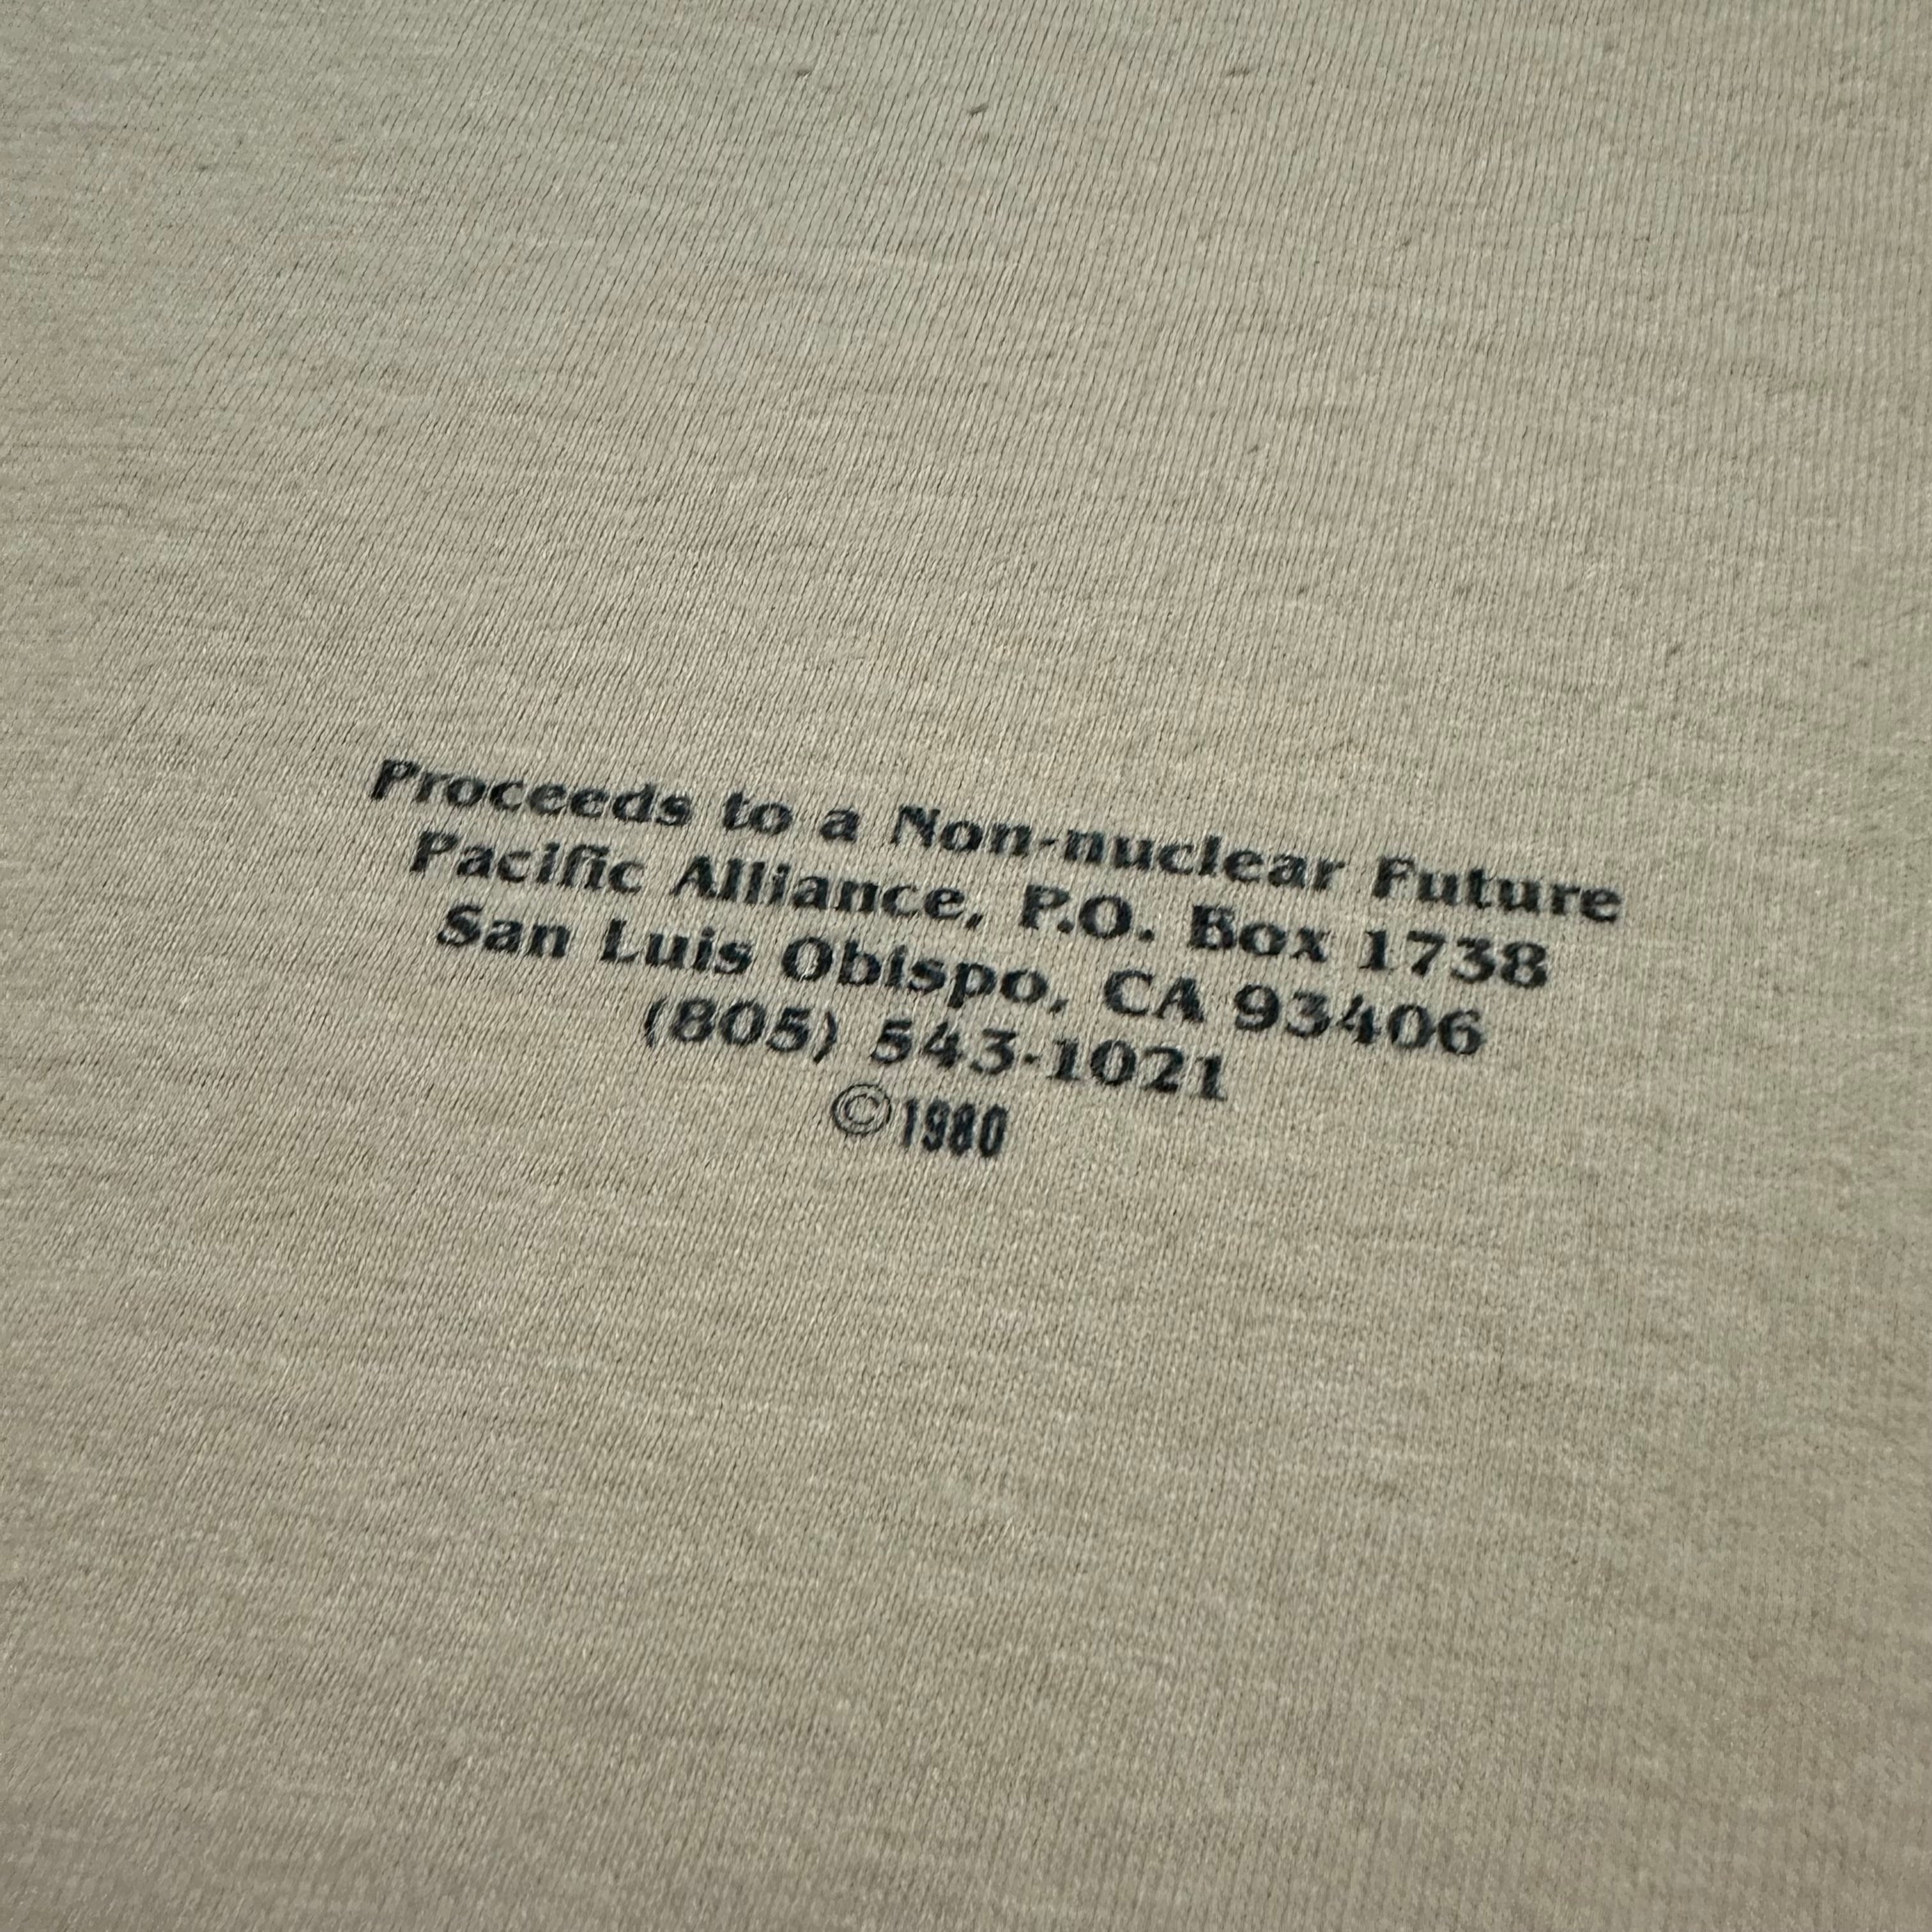 Proceeds to a Non-nuclear Future
Pacific Alliance, P.O. Box 1738
San Luis Obispo, CA 93406
(805) 543-1021
©1980